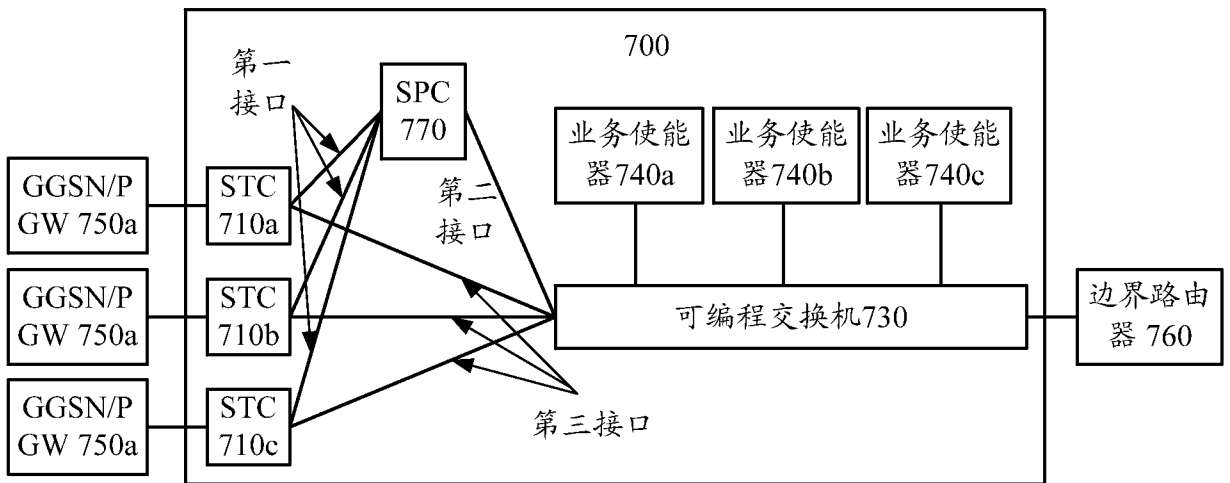 700
第一
接口
SPC
770
业务使能
器740a
业务使能
器740b
业务使能
器740c
GGSN/P
GW 750a
STC
710a
第二
接口
GGSN/P
GW 750a
STC
710b
可编程交换机730
边界路由
器 760
GGSN/P
GW 750a
STC
710c
第三接口